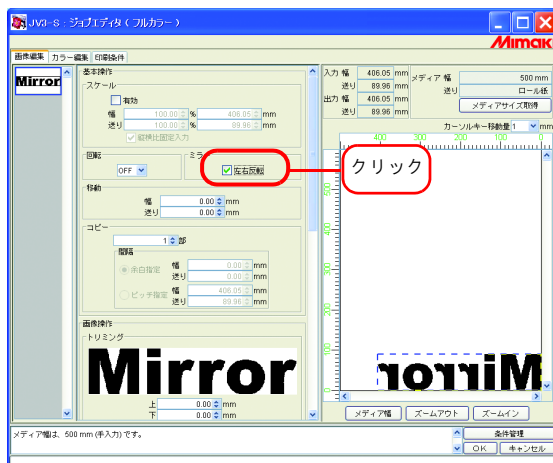 JV3-S : ジョブエディタ ( フルカラー )
Mimaki
画像編集 カラー編集 印刷条件
Mirror
基本操作
スケール
有効
幅 100.00 % 406.05 mm
送り 100.00 % 89.96 mm
縦横比固定入力
回転
OFF
左右反転
クリック
移動
幅 0.00 mm
送り 0.00 mm
コピー
1 部
間隔
余白指定 幅 0.00 mm
送り 0.00 mm
ピッチ指定 幅 406.05 mm
送り 89.96 mm
画像操作
トリミング
Mirror
上 0.00 mm
下 0.00 mm
入力 幅 406.05 mm
送り 89.96 mm
出力 幅 406.05 mm
送り 89.96 mm
メディア 幅 500 mm
送り ロール紙
メディアサイズ取得
カーソルキー移動量 1 mm
400 300 200 100 0
Mirror
メディア幅 ズームアウト ズームイン
メディア幅は、500 mm (手入力) です。
条件管理
OK キャンセル